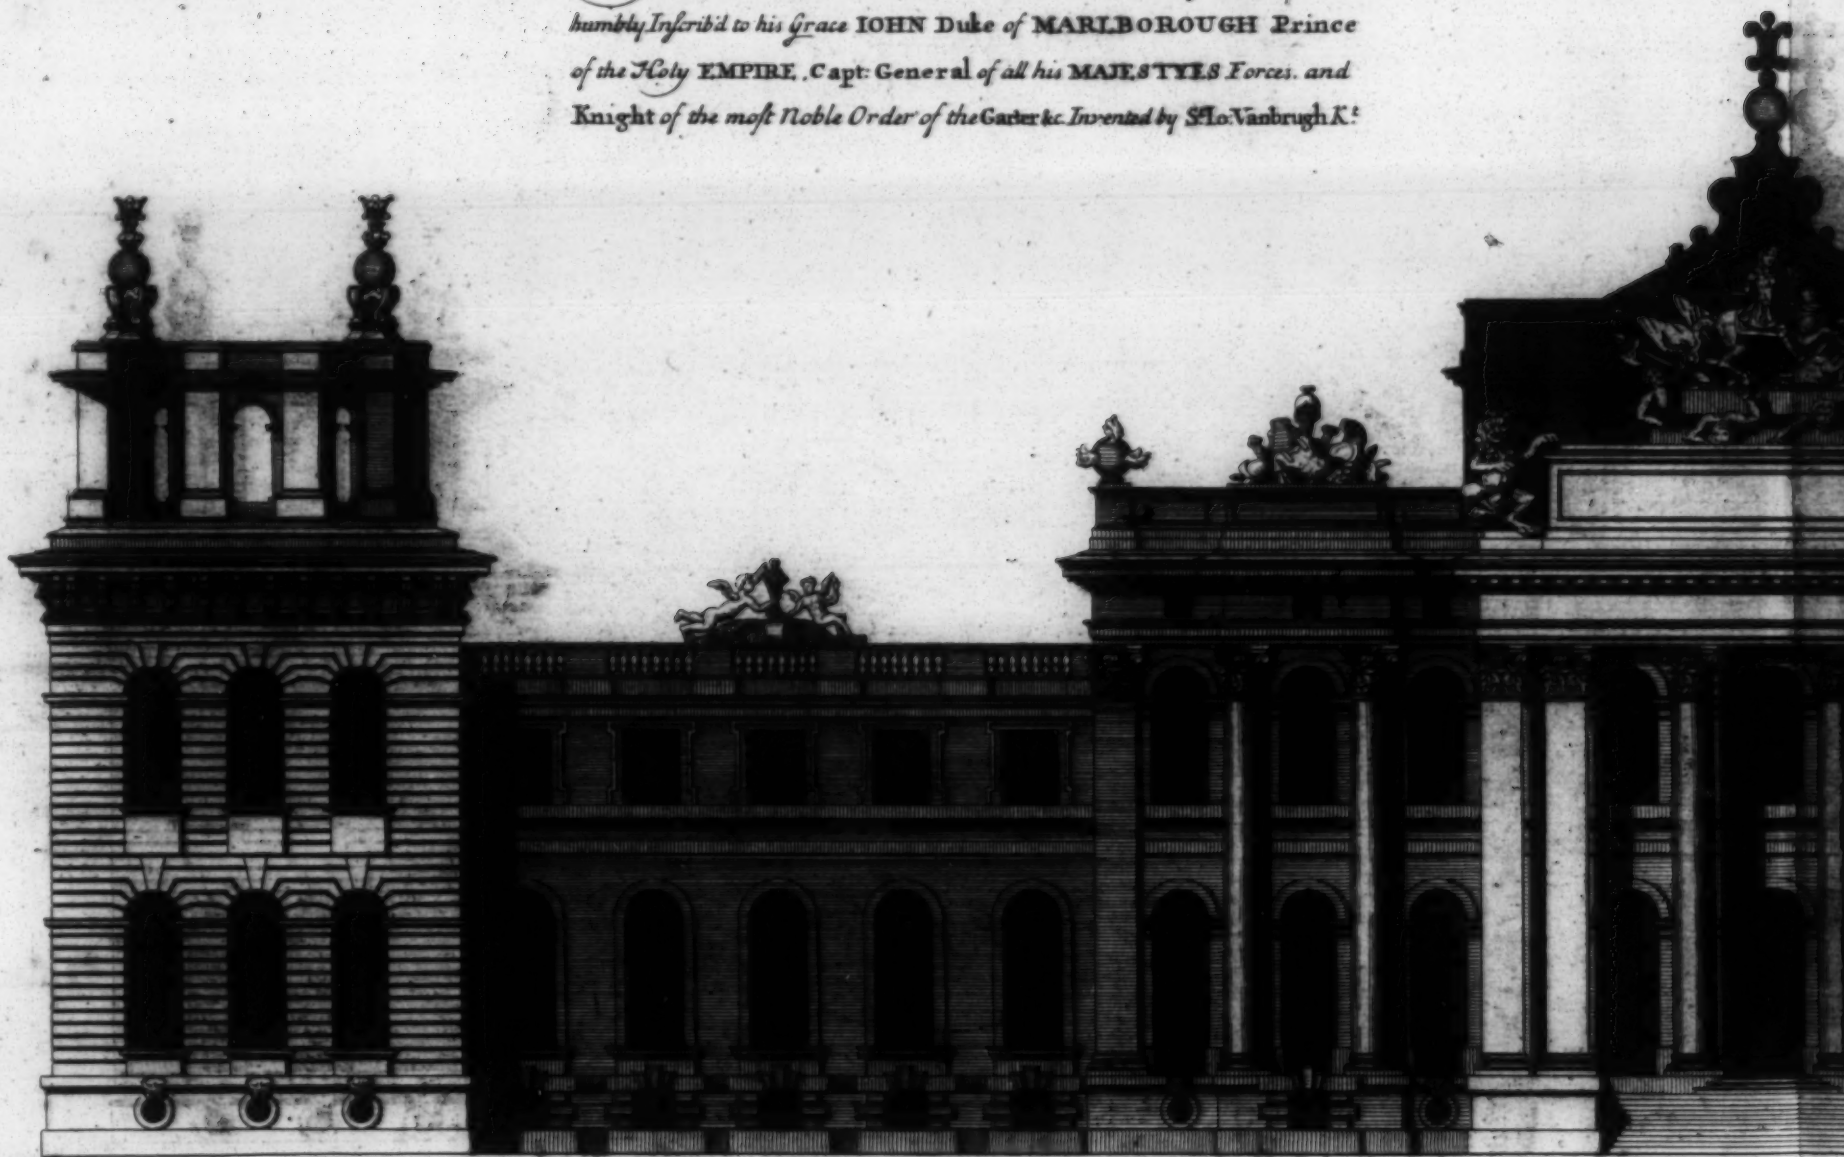 humbly Inſcrib'd to his Grace IOHN Duke of MARLBOROUGH Prince
of the Holy EMPIRE, Capt: General of all his MAJESTYES Forces. and
Knight of the moſt Noble Order of the Garter &c. Invented by Sr. Io: Vanbrugh K.t